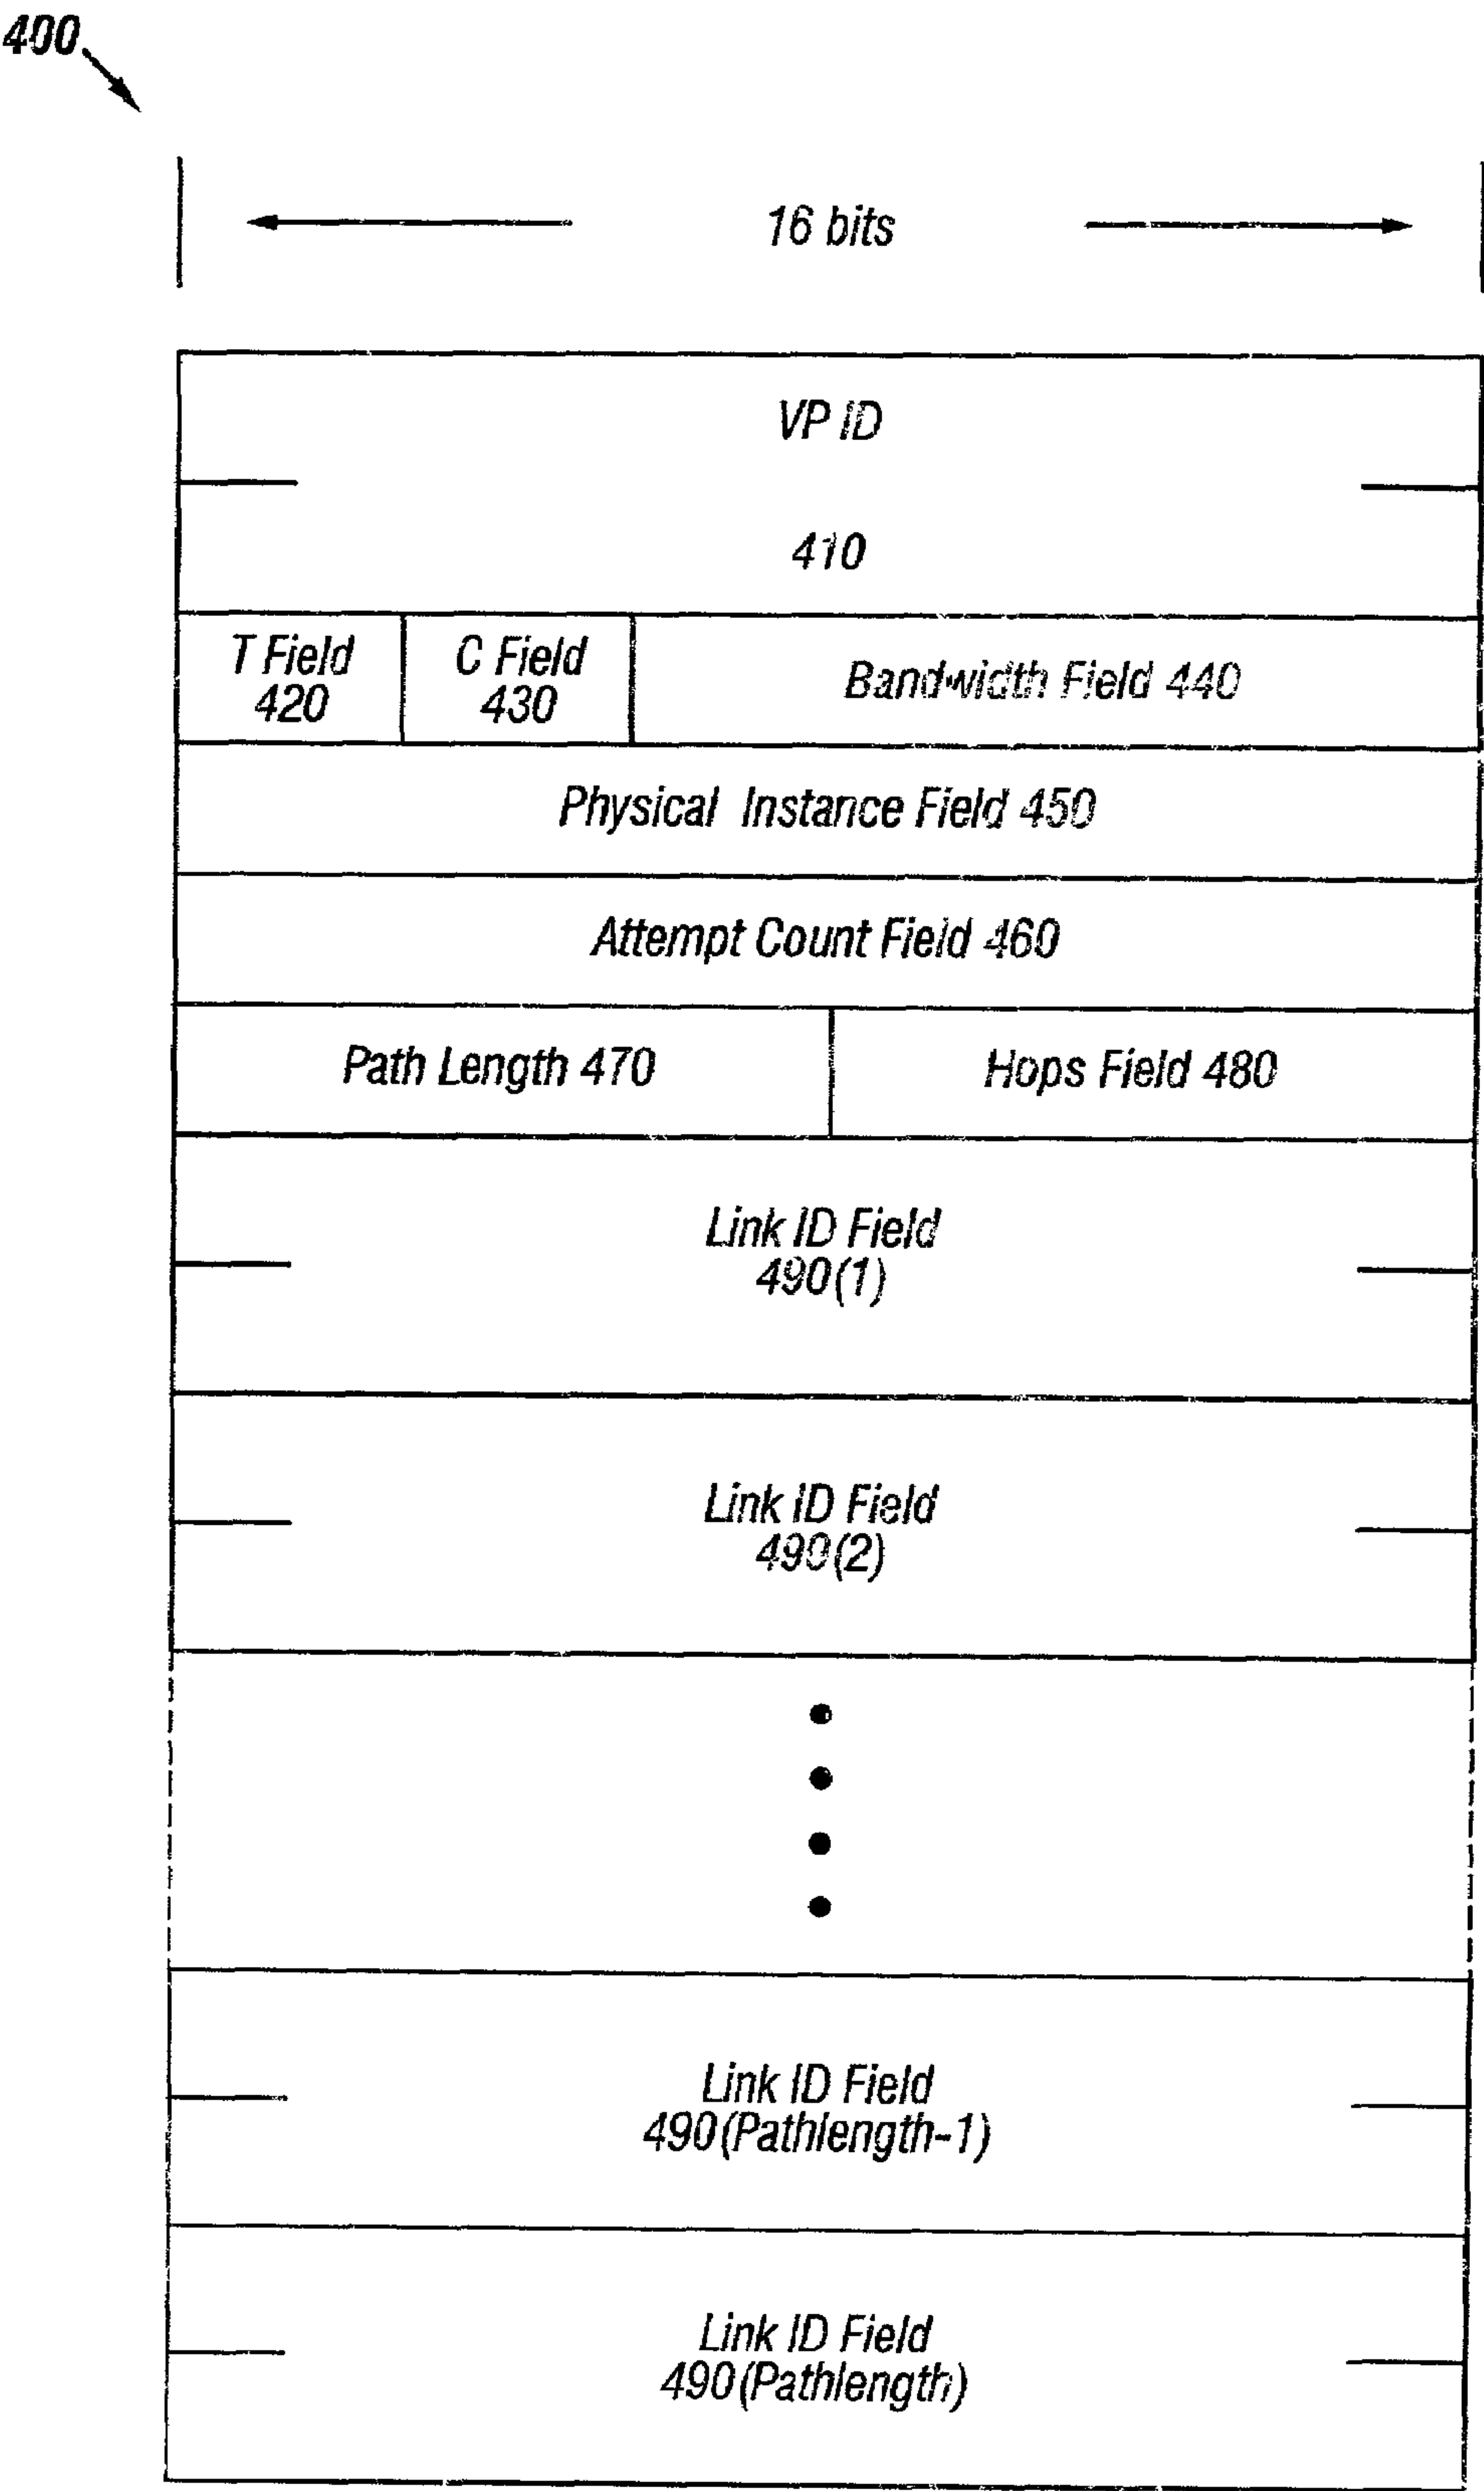 400
16 bits
VP ID
410
T Field
420
C Field
430
Bandwidth Field 440
Physical Instance Field 450
Attempt Count Field 460
Path Length 470
Hops Field 480
Link ID Field
490(1)
Link ID Field
490(2)
Link ID Field
490(Pathlength-1)
Link ID Field
490(Pathlength)